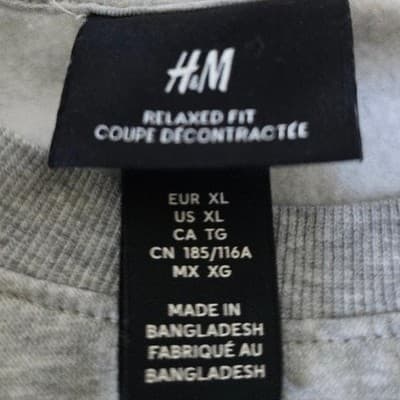 H&M
RELAXED FIT
COUPE DÉCONTRACTÉE
EUR XL
US XL
CA TG
CN 185/116A
MX XG
MADE IN
BANGLADESH
FABRIQUÉ AU
BANGLADESH